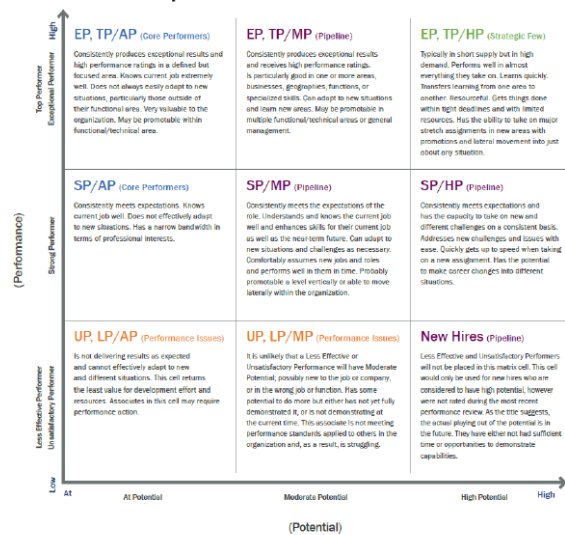 High
Top Performer
Exceptional Performer
EP, TP/AP (Core Performers)
Consistently produces exceptional results and
high performance ratings in a defined but
focused area. Knows current job extremely
well. Does not always easily adapt to new
situations, particularly those outside of
their functional area. Very valuable to the
organization. May be promotable within
functional/technical area.
EP, TP/MP (Pipeline)
Consistently produces exceptional results
and receives high performance ratings.
Is particularly good in one or more areas,
businesses, geographies, functions, or
specialized skills. Can adapt to new situations
and learn new areas. May be promotable in
multiple functional/technical areas or general
management.
EP, TP/HP (Strategic Few)
Typically in short supply but in high
demand. Performs well in almost
everything they take on. Learns quickly.
Transfers learning from one area to
another. Resourceful. Gets things done
within tight deadlines and with limited
resources. Has the ability to take on major
stretch assignments in new areas with
promotions and lateral movement into just
about any situation.
(Performance)
Strong Performer
SP/AP (Core Performers)
Consistently meets expectations. Knows
current job well. Does not effectively adapt
to new situations. Has a narrow bandwidth in
terms of professional interests.
SP/MP (Pipeline)
Consistently meets the expectations of the
role. Understands and knows the current job
well and enhances skills for their current job
as well as the near-term future. Can adapt to
new situations and challenges as necessary.
Comfortably assumes new jobs and roles
and performs well in them in time. Probably
promotable a level vertically or able to move
laterally within the organization.
SP/HP (Pipeline)
Consistently meets expectations and
has the capacity to take on new and
different challenges on a consistent basis.
Addresses new challenges and issues with
ease. Quickly gets up to speed when taking
on a new assignment. Has the potential
to make career changes into different
situations.
Less Effective Performer
Unsatisfactory Performer
UP, LP/AP (Performance Issues)
Is not delivering results as expected
and cannot effectively adapt to new
and different situations. This cell returns
the least value for development effort and
resources. Associates in this cell may require
performance action.
UP, LP/MP (Performance Issues)
It is unlikely that a Less Effective or
Unsatisfactory Performance will have Moderate
Potential; possibly new to the job or company,
or in the wrong job or function. Has some
potential to do more but either has not yet fully
demonstrated it, or is not demonstrating at
the current time. This associate is not meeting
performance standards applied to others in the
organization and, as a result, is struggling.
New Hires (Pipeline)
Less Effective and Unsatisfactory Performers
will not be placed in this matrix cell. This cell
would only be used for new hires who are
considered to have high potential, however
were not rated during the most recent
performance review. As the title suggests,
the actual playing out of the potential is in
the future. They have either not had sufficient
time or opportunities to demonstrate
capabilities.
Low
At
At Potential
Moderate Potential
High Potential
High
(Potential)